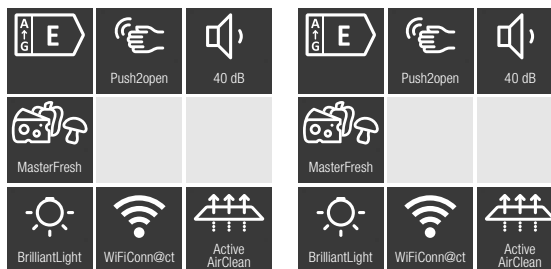 A
G
E
Push2open
40 dB
MasterFresh
BrilliantLight
WiFiConn@ct
Active
AirClean
A
G
E
Push2open
40 dB
MasterFresh
BrilliantLight
WiFiConn@ct
Active
AirClean